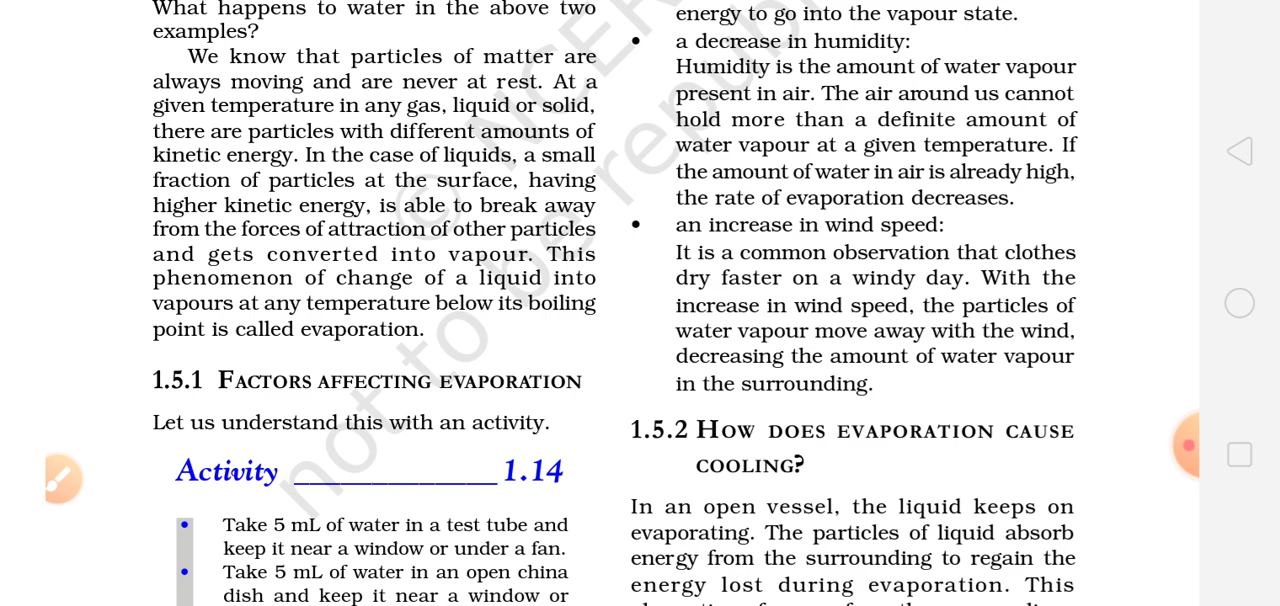 What happens to water in the above two
examples?
We know that particles of matter are
always moving and are never at rest. At a
given temperature in any gas, liquid or solid,
there are particles with different amounts of
kinetic energy. In the case of liquids, a small
fraction of particles at the surface, having
higher kinetic energy, is able to break away
from the forces of attraction of other particles
and gets converted into vapour. This
phenomenon of change of a liquid into
vapours at any temperature below its boiling
point is called evaporation.
1.5.1 FACTORS AFFECTING EVAPORATION
Let us understand this with an activity.
Activity ______________ 1.14
• Take 5 mL of water in a test tube and
keep it near a window or under a fan.
• Take 5 mL of water in an open china
dish and keep it near a window or
energy to go into the vapour state.
• a decrease in humidity:
Humidity is the amount of water vapour
present in air. The air around us cannot
hold more than a definite amount of
water vapour at a given temperature. If
the amount of water in air is already high,
the rate of evaporation decreases.
• an increase in wind speed:
It is a common observation that clothes
dry faster on a windy day. With the
increase in wind speed, the particles of
water vapour move away with the wind,
decreasing the amount of water vapour
in the surrounding.
1.5.2 HOW DOES EVAPORATION CAUSE
COOLING?
In an open vessel, the liquid keeps on
evaporating. The particles of liquid absorb
energy from the surrounding to regain the
energy lost during evaporation. This
© NCER
not to be republ